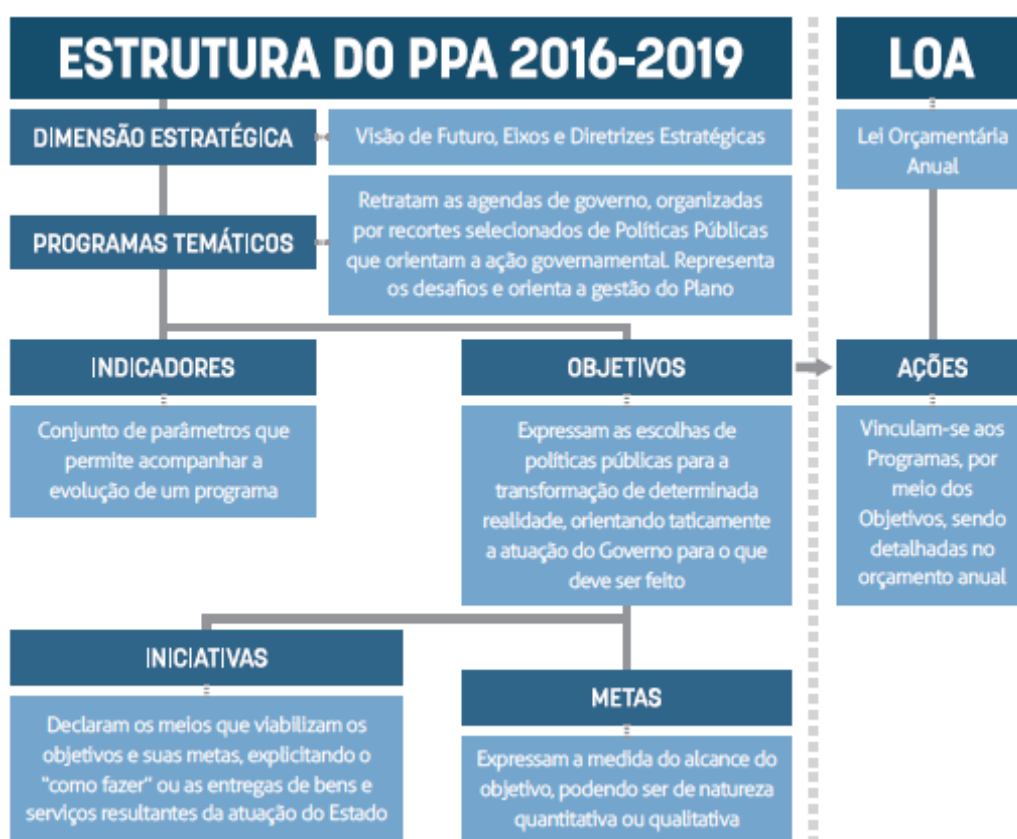 ESTRUTURA DO PPA 2016-2019
DIMENSÃO ESTRATÉGICA
Visão de Futuro, Eixos e Diretrizes Estratégicas
PROGRAMAS TEMÁTICOS
Retratam as agendas de governo, organizadas
por recortes selecionados de Políticas Públicas
que orientam a ação governamental. Representa
os desafios e orienta a gestão do Plano
INDICADORES
Conjunto de parâmetros que
permite acompanhar a
evolução de um programa
OBJETIVOS
Expressam as escolhas de
políticas públicas para a
transformação de determinada
realidade, orientando taticamente
a atuação do Governo para o que
deve ser feito
INICIATIVAS
Declaram os meios que viabilizam os
objetivos e suas metas, explicitando o
"como fazer" ou as entregas de bens e
serviços resultantes da atuação do Estado
METAS
Expressam a medida do alcance do
objetivo, podendo ser de natureza
quantitativa ou qualitativa
LOA
Lei Orçamentária
Anual
AÇÕES
Vinculam-se aos
Programas, por
meio dos
Objetivos, sendo
detalhadas no
orçamento anual